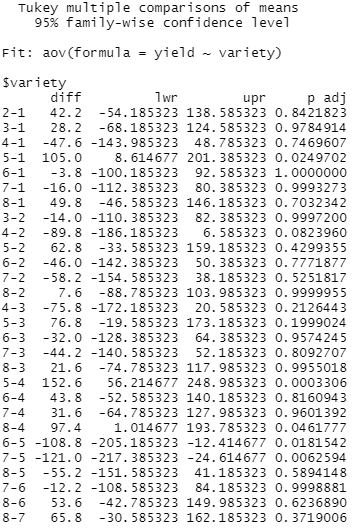 Tukey multiple comparisons of means
95% family-wise confidence level
Fit: aov(formula = yield ~ variety)
$variety
diff lwr upr p adj
2-1 42.2 -54.185323 138.585323 0.8421823
3-1 28.2 -68.185323 124.585323 0.9784914
4-1 -47.6 -143.985323 48.785323 0.7469607
5-1 105.0 8.614677 201.385323 0.0249702
6-1 -3.8 -100.185323 92.585323 1.0000000
7-1 -16.0 -112.385323 80.385323 0.9993273
8-1 49.8 -46.585323 146.185323 0.7032342
3-2 -14.0 -110.385323 82.385323 0.9997200
4-2 -89.8 -186.185323 6.585323 0.0823960
5-2 62.8 -33.585323 159.185323 0.4299355
6-2 -46.0 -142.385323 50.385323 0.7771877
7-2 -58.2 -154.585323 38.185323 0.5251817
8-2 7.6 -88.785323 103.985323 0.9999955
4-3 -75.8 -172.185323 20.585323 0.2126443
5-3 76.8 -19.585323 173.185323 0.1999024
6-3 -32.0 -128.385323 64.385323 0.9574245
7-3 -44.2 -140.585323 52.185323 0.8092707
8-3 21.6 -74.785323 117.985323 0.9955018
5-4 152.6 56.214677 248.985323 0.0003306
6-4 43.8 -52.585323 140.185323 0.8160943
7-4 31.6 -64.785323 127.985323 0.9601392
8-4 97.4 1.014677 193.785323 0.0461777
6-5 -108.8 -205.185323 -12.414677 0.0181542
7-5 -121.0 -217.385323 -24.614677 0.0062594
8-5 -55.2 -151.585323 41.185323 0.5894148
7-6 -12.2 -108.585323 84.185323 0.9998881
8-6 53.6 -42.785323 149.985323 0.6236890
8-7 65.8 -30.585323 162.185323 0.3719006